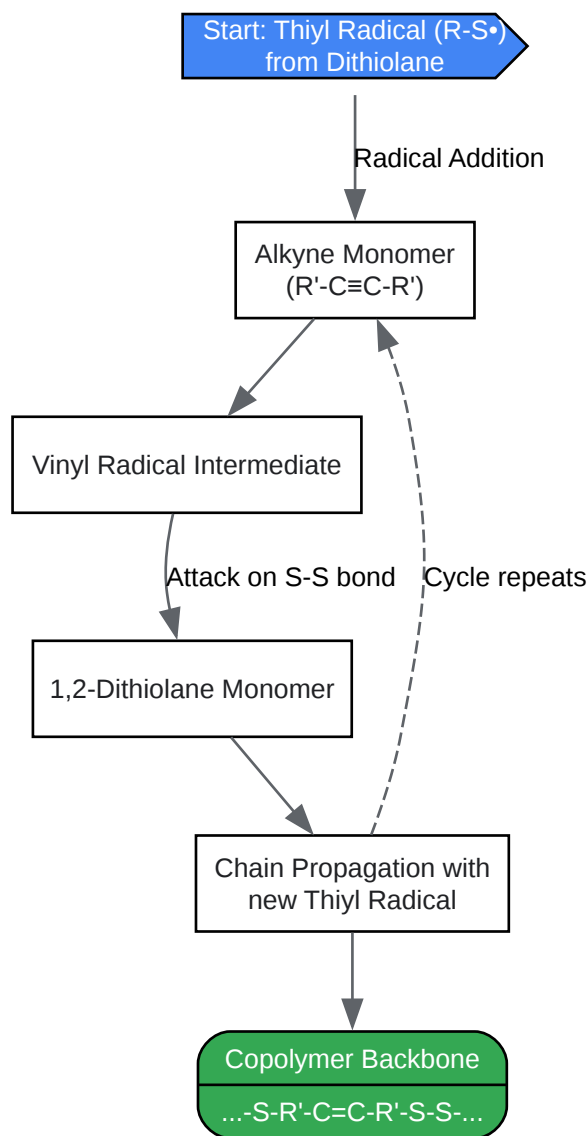 Start: Thiyl Radical (R-S•)
from Dithiolane
Radical Addition
Alkyne Monomer
(R'-C≡C-R')
Vinyl Radical Intermediate
Attack on S-S bond
Cycle repeats
1,2-Dithiolane Monomer
Chain Propagation with
new Thiyl Radical
Copolymer Backbone
...-S-R'-C=C-R'-S-S-...